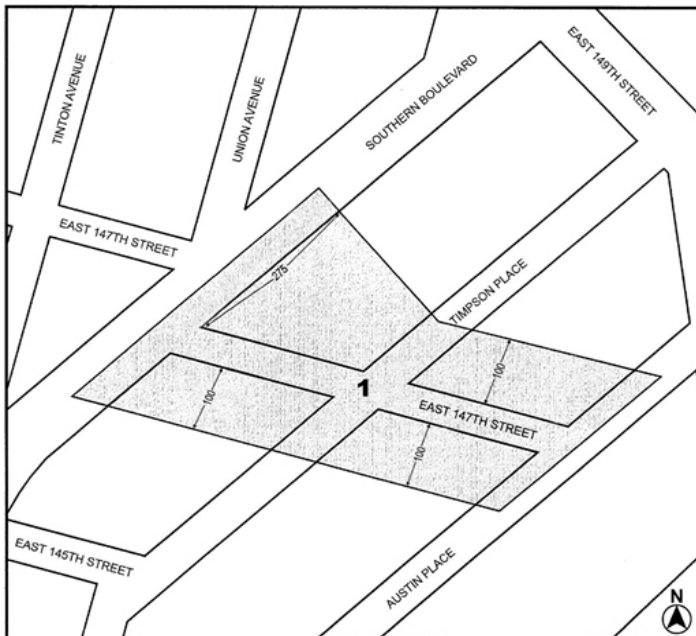 EAST 149TH STREET
SOUTHERN BOULEVARD
TINTON AVENUE
UNION AVENUE
EAST 147TH STREET
275
TIMPSON PLACE
100
1
100
EAST 147TH STREET
100
EAST 145TH STREET
AUSTIN PLACE
N